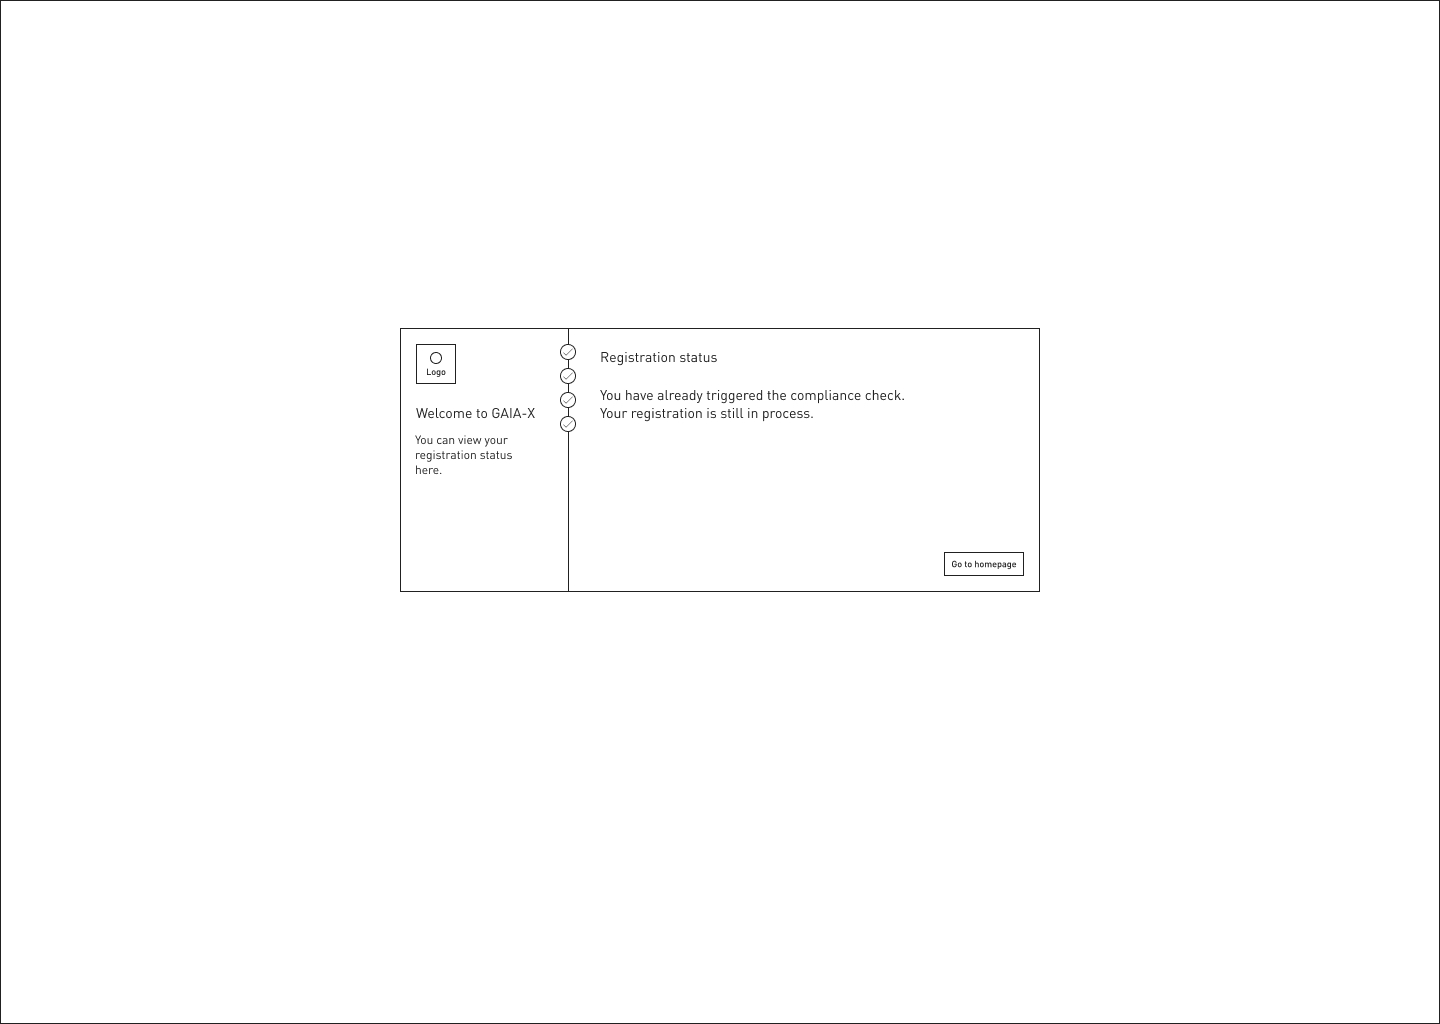 Logo
Welcome to GAIA-X
You can view your
registration status
here.
Registration status
You have already triggered the compliance check.
Your registration is still in process.
Go to homepage